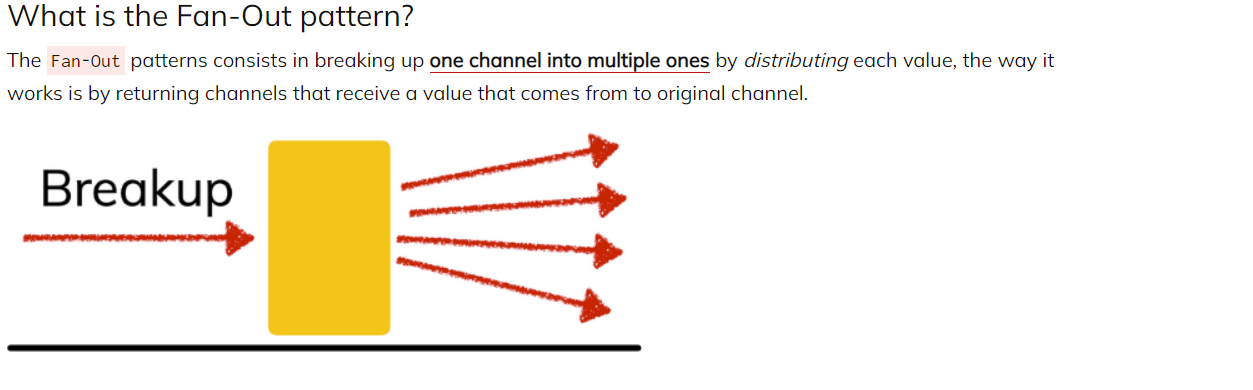 What is the Fan-Out pattern?
The Fan-Out patterns consists in breaking up one channel into multiple ones by distributing each value, the way it
works is by returning channels that receive a value that comes from to original channel.
Breakup